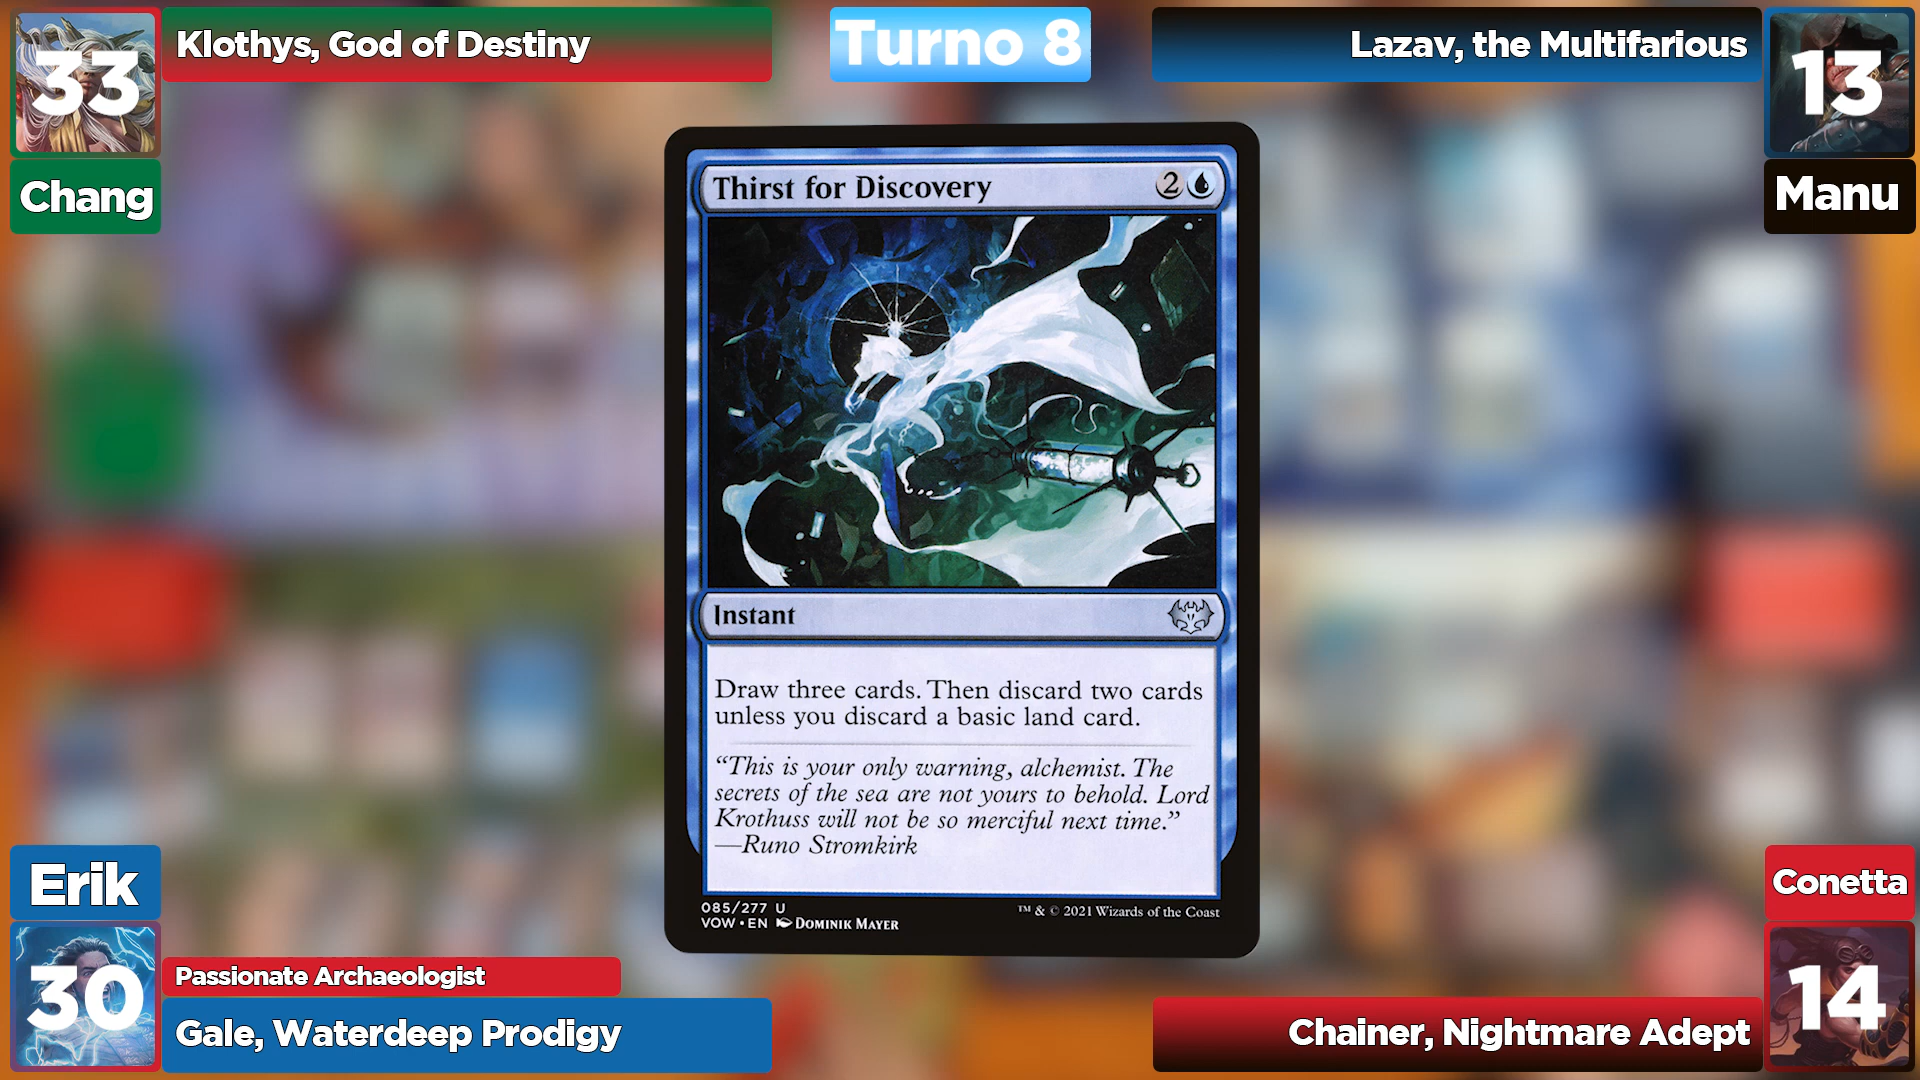 33
Klothys, God of Destiny
Chang
Turno 8
Lazav, the Multifarious
13
Manu
Thirst for Discovery
2
Instant
Draw three cards. Then discard two cards
unless you discard a basic land card.
“This is your only warning, alchemist. The
secrets of the sea are not yours to behold. Lord
Krothuss will not be so merciful next time.”
—Runo Stromkirk
085/277 U
VOW • EN DOMINIK MAYER
™ & © 2021 Wizards of the Coast
Erik
30
Passionate Archaeologist
Gale, Waterdeep Prodigy
Conetta
14
Chainer, Nightmare Adept